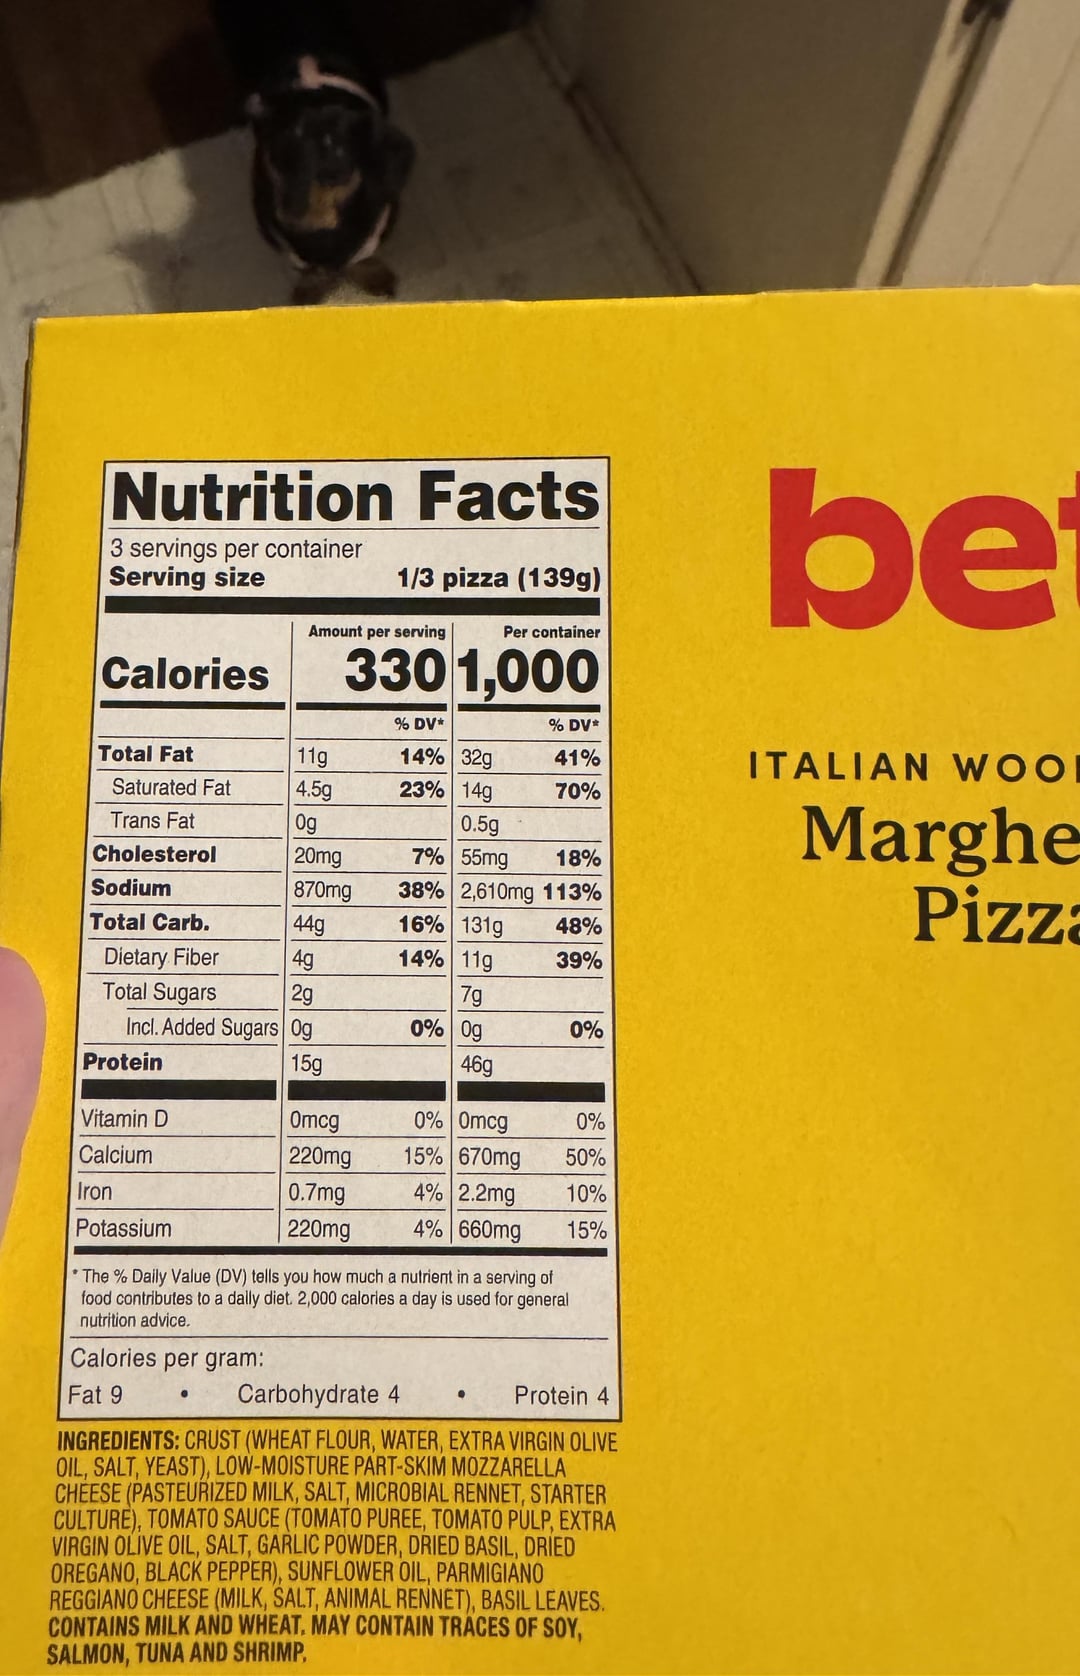 Nutrition Facts
3 servings per container
Serving size 1/3 pizza (139g)
Amount per serving Per container
Calories 330 1,000
% DV* % DV*
Total Fat 11g 14% 32g 41%
Saturated Fat 4.5g 23% 14g 70%
Trans Fat 0g 0.5g
Cholesterol 20mg 7% 55mg 18%
Sodium 870mg 38% 2,610mg 113%
Total Carb. 44g 16% 131g 48%
Dietary Fiber 4g 14% 11g 39%
Total Sugars 2g 7g
Incl. Added Sugars 0g 0% 0g 0%
Protein 15g 46g
Vitamin D 0mcg 0% 0mcg 0%
Calcium 220mg 15% 670mg 50%
Iron 0.7mg 4% 2.2mg 10%
Potassium 220mg 4% 660mg 15%
* The % Daily Value (DV) tells you how much a nutrient in a serving of
food contributes to a daily diet. 2,000 calories a day is used for general
nutrition advice.
Calories per gram:
Fat 9 • Carbohydrate 4 • Protein 4
INGREDIENTS: CRUST (WHEAT FLOUR, WATER, EXTRA VIRGIN OLIVE
OIL, SALT, YEAST), LOW-MOISTURE PART-SKIM MOZZARELLA
CHEESE (PASTEURIZED MILK, SALT, MICROBIAL RENNET, STARTER
CULTURE), TOMATO SAUCE (TOMATO PUREE, TOMATO PULP, EXTRA
VIRGIN OLIVE OIL, SALT, GARLIC POWDER, DRIED BASIL, DRIED
OREGANO, BLACK PEPPER), SUNFLOWER OIL, PARMIGIANO
REGGIANO CHEESE (MILK, SALT, ANIMAL RENNET), BASIL LEAVES.
CONTAINS MILK AND WHEAT. MAY CONTAIN TRACES OF SOY,
SALMON, TUNA AND SHRIMP.
bet
ITALIAN WOO
Marghe
Pizza